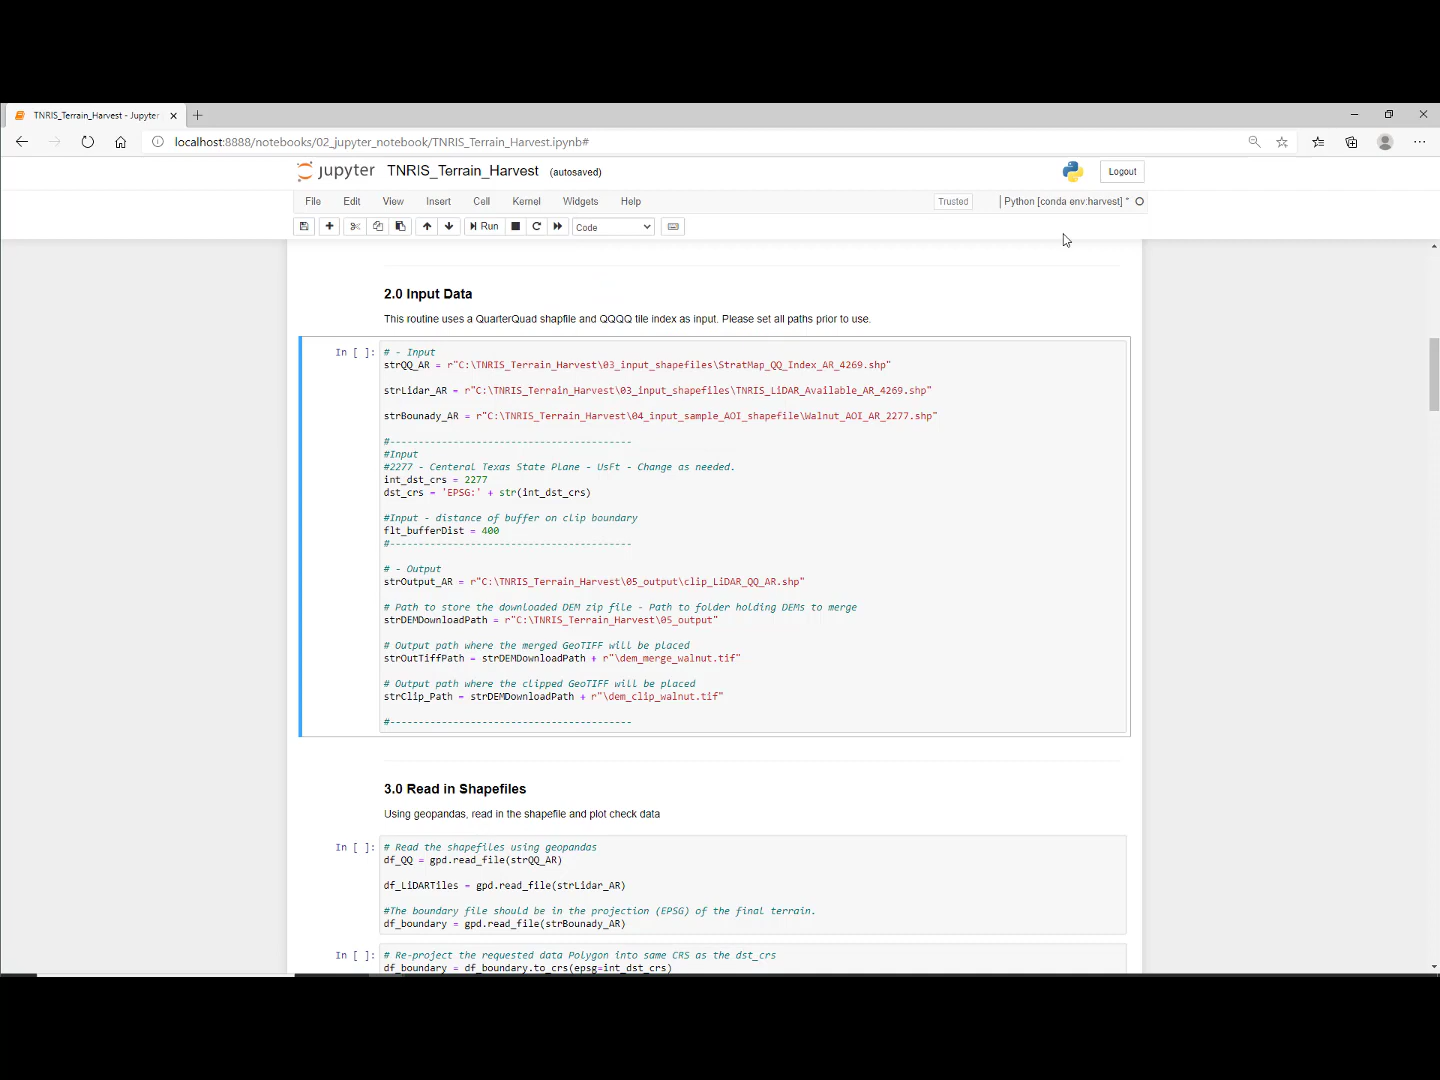 TNRIS_Terrain_Harvest - Jupyter
localhost:8888/notebooks/02_jupyter_notebook/TNRIS_Terrain_Harvest.ipynb#
jupyter TNRIS_Terrain_Harvest (autosaved)
Logout
File Edit View Insert Cell Kernel Widgets Help
Trusted
Python [conda env:harvest] *
Run
Code
2.0 Input Data
This routine uses a QuarterQuad shapfile and QQQQ tile index as input. Please set all paths prior to use.
In [ ]:
# - Input
strQQ_AR = r"C:\TNRIS_Terrain_Harvest\03_input_shapefiles\StratMap_QQ_Index_AR_4269.shp"
strLidar_AR = r"C:\TNRIS_Terrain_Harvest\03_input_shapefiles\TNRIS_LiDAR_Available_AR_4269.shp"
strBounady_AR = r"C:\TNRIS_Terrain_Harvest\04_input_sample_AOI_shapefile\Walnut_AOI_AR_2277.shp"
#------------------------------------------
#Input
#2277 - Centeral Texas State Plane - UsFt - Change as needed.
int_dst_crs = 2277
dst_crs = 'EPSG:' + str(int_dst_crs)
#Input - distance of buffer on clip boundary
flt_bufferDist = 400
#------------------------------------------
# - Output
strOutput_AR = r"C:\TNRIS_Terrain_Harvest\05_output\clip_LiDAR_QQ_AR.shp"
# Path to store the downloaded DEM zip file - Path to folder holding DEMs to merge
strDEMDownloadPath = r"C:\TNRIS_Terrain_Harvest\05_output"
# Output path where the merged GeoTIFF will be placed
strOutTiffPath = strDEMDownloadPath + r"\dem_merge_walnut.tif"
# Output path where the clipped GeoTIFF will be placed
strClip_Path = strDEMDownloadPath + r"\dem_clip_walnut.tif"
#------------------------------------------
3.0 Read in Shapefiles
Using geopandas, read in the shapefile and plot check data
In [ ]:
# Read the shapefiles using geopandas
df_QQ = gpd.read_file(strQQ_AR)
df_LiDARTiles = gpd.read_file(strLidar_AR)
#The boundary file should be in the projection (EPSG) of the final terrain.
df_boundary = gpd.read_file(strBounady_AR)
In [ ]:
# Re-project the requested data Polygon into same CRS as the dst_crs
df_boundary = df_boundary.to_crs(epsg=int_dst_crs)